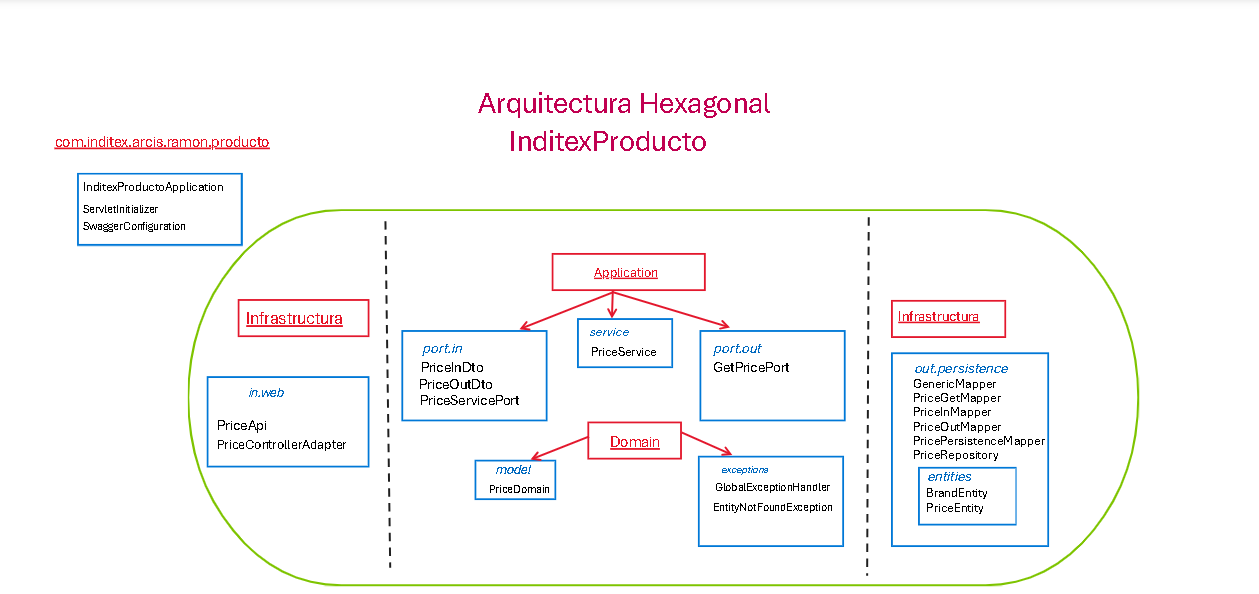 Arquitectura Hexagonal
InditexProducto
com.inditex.arcis.ramon.producto
InditexProductoApplication
ServletInitializer
SwaggerConfiguration
Infrastructura
in.web
PriceApi
PriceControllerAdapter
Application
port.in
PriceInDto
PriceOutDto
PriceServicePort
service
PriceService
port.out
GetPricePort
Domain
model
PriceDomain
exceptions
GlobalExceptionHandler
EntityNotFoundException
Infrastructura
out.persistence
GenericMapper
PriceGetMapper
PriceInMapper
PriceOutMapper
PricePersistenceMapper
PriceRepository
entities
BrandEntity
PriceEntity